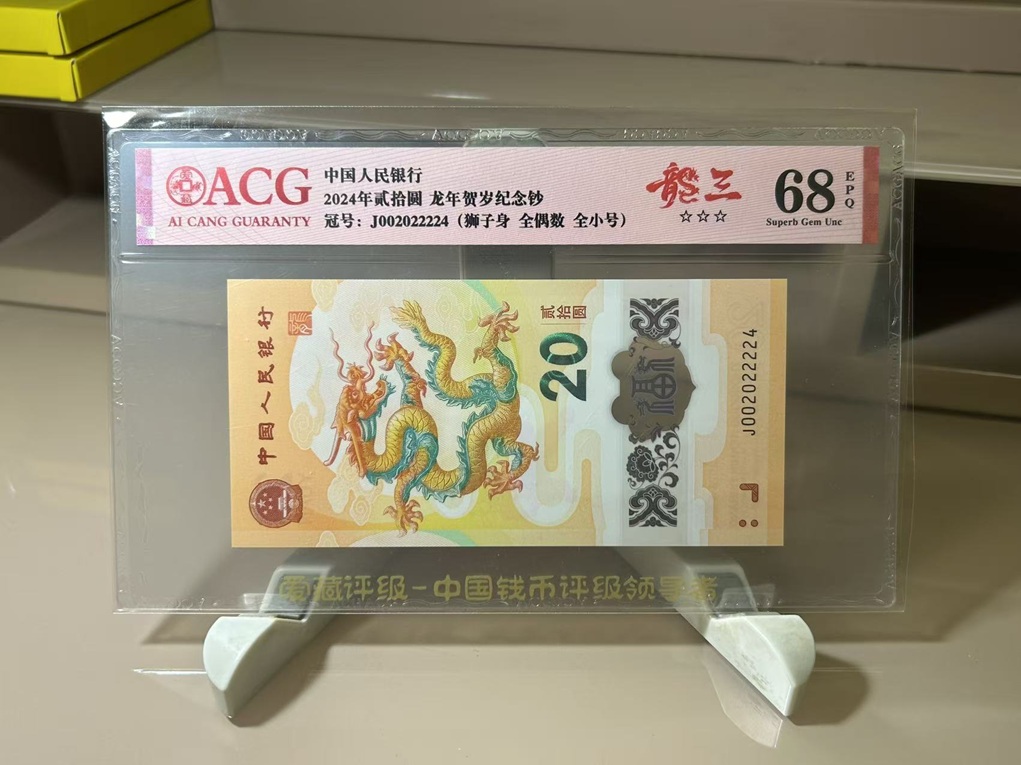 ACG
AI CANG GUARANTY
中国人民银行
2024年贰拾圆 龙年贺岁纪念钞
冠号：J002022224（狮子身 全偶数 全小号）
龍三
☆☆☆
68
EPQ
Superb Gem Unc
中国人民银行
贰拾圆
20
J002022224
爱藏评级-中国钱币评级领导者